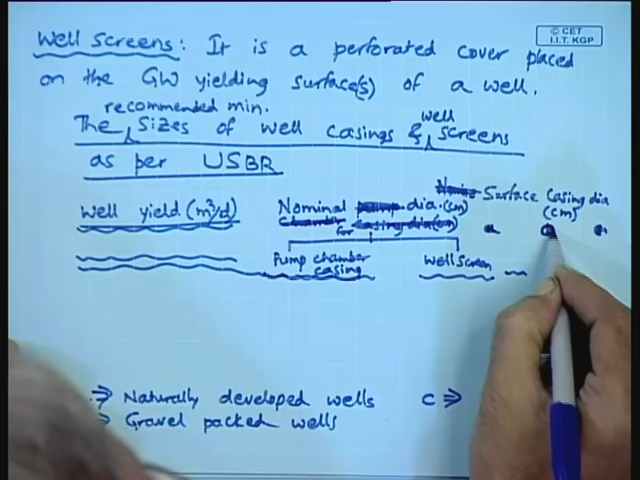 © CET
I.I.T. KGP
Well Screens: It is a perforated cover placed
on the GW yielding surface(s) of a well.
recommended min.
The Sizes of well casings & well screens
as per USBR
Well yield (m³/d)
Nominal dia. (cm)
for
Pump chamber
casing
Well Screen
Surface Casing dia
(cm)
a
⇒ Naturally developed wells
⇒ Gravel packed wells
C ⇒